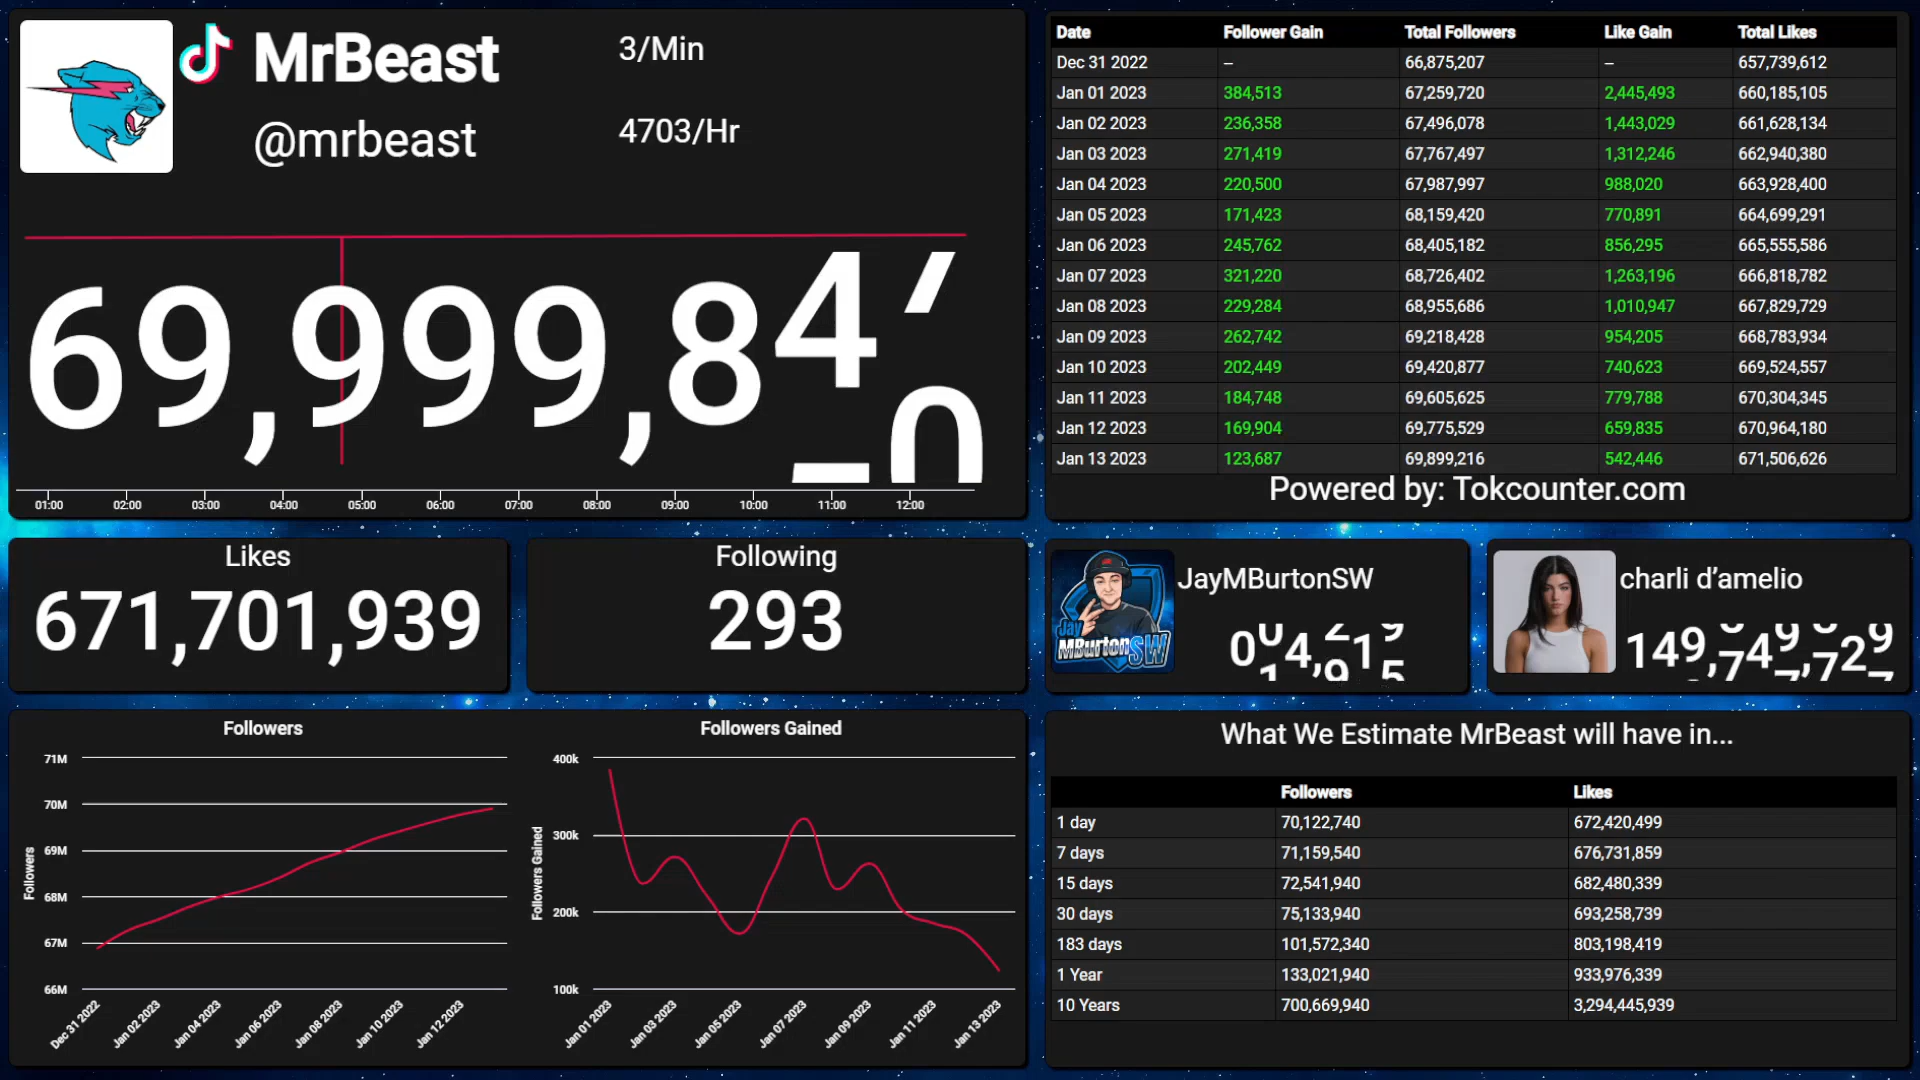 MrBeast
@mrbeast
3/Min
4703/Hr
69,999,84
01:00 02:00 03:00 04:00 05:00 06:00 07:00 08:00 09:00 10:00 11:00 12:00
Date Follower Gain Total Followers Like Gain Total Likes
Dec 31 2022 – 66,875,207 – 657,739,612
Jan 01 2023 384,513 67,259,720 2,445,493 660,185,105
Jan 02 2023 236,358 67,496,078 1,443,029 661,628,134
Jan 03 2023 271,419 67,767,497 1,312,246 662,940,380
Jan 04 2023 220,500 67,987,997 988,020 663,928,400
Jan 05 2023 171,423 68,159,420 770,891 664,699,291
Jan 06 2023 245,762 68,405,182 856,295 665,555,586
Jan 07 2023 321,220 68,726,402 1,263,196 666,818,782
Jan 08 2023 229,284 68,955,686 1,010,947 667,829,729
Jan 09 2023 262,742 69,218,428 954,205 668,783,934
Jan 10 2023 202,449 69,420,877 740,623 669,524,557
Jan 11 2023 184,748 69,605,625 779,788 670,304,345
Jan 12 2023 169,904 69,775,529 659,835 670,964,180
Jan 13 2023 123,687 69,899,216 542,446 671,506,626
Powered by: Tokcounter.com
Likes
671,701,939
Following
293
Jay
MBurtonSW
JayMBurtonSW
charli d’amelio
Followers
71M
70M
69M
68M
67M
66M
Followers
Dec 31 2022 Jan 02 2023 Jan 04 2023 Jan 06 2023 Jan 08 2023 Jan 10 2023 Jan 12 2023
Followers Gained
400k
300k
200k
100k
Followers Gained
Jan 01 2023 Jan 03 2023 Jan 05 2023 Jan 07 2023 Jan 09 2023 Jan 11 2023 Jan 13 2023
What We Estimate MrBeast will have in...
Followers Likes
1 day 70,122,740 672,420,499
7 days 71,159,540 676,731,859
15 days 72,541,940 682,480,339
30 days 75,133,940 693,258,739
183 days 101,572,340 803,198,419
1 Year 133,021,940 933,976,339
10 Years 700,669,940 3,294,445,939